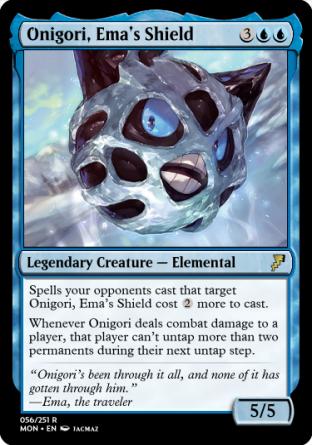 Onigori, Ema's Shield 3
Legendary Creature — Elemental
Spells your opponents cast that target
Onigori, Ema's Shield cost 2 more to cast.
Whenever Onigori deals combat damage to a
player, that player can't untap more than two
permanents during their next untap step.
"Onigori's been through it all, and none of it has
gotten through him."
—Ema, the traveler
5/5
056/251 R
MON • EN JACMAZ